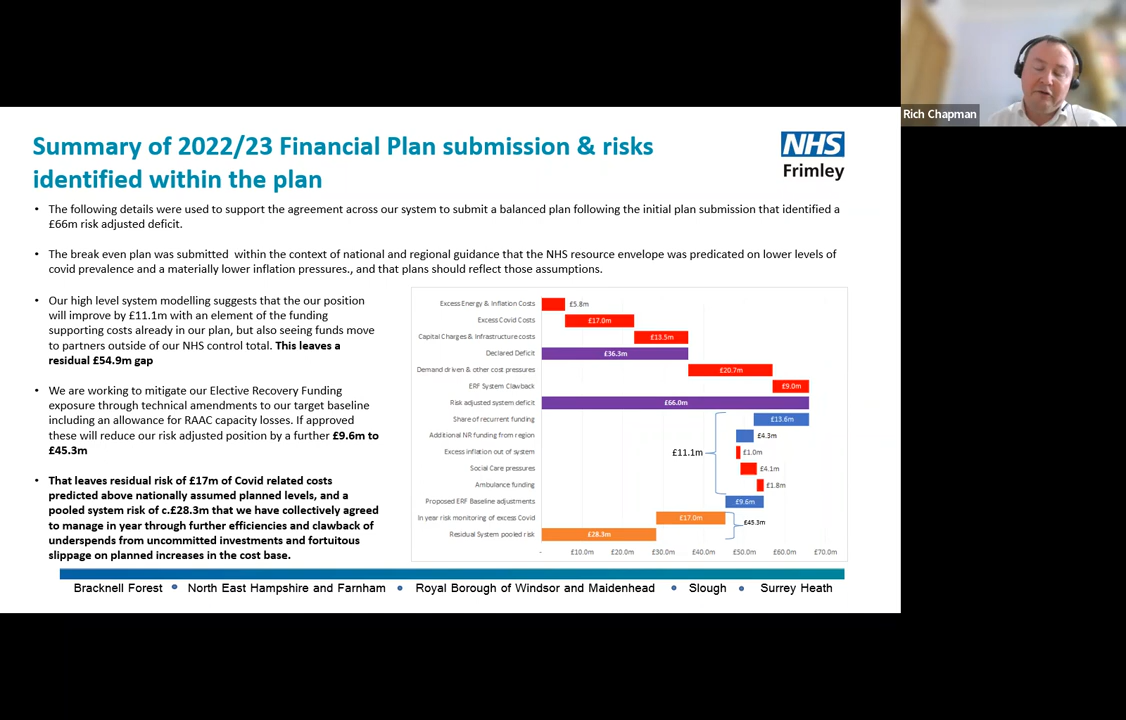 Rich Chapman
Summary of 2022/23 Financial Plan submission & risks
identified within the plan
NHS
Frimley
• The following details were used to support the agreement across our system to submit a balanced plan following the initial plan submission that identified a
£66m risk adjusted deficit.
• The break even plan was submitted within the context of national and regional guidance that the NHS resource envelope was predicated on lower levels of
covid prevalence and a materially lower inflation pressures., and that plans should reflect those assumptions.
• Our high level system modelling suggests that the our position
will improve by £11.1m with an element of the funding
supporting costs already in our plan, but also seeing funds move
to partners outside of our NHS control total. This leaves a
residual £54.9m gap
• We are working to mitigate our Elective Recovery Funding
exposure through technical amendments to our target baseline
including an allowance for RAAC capacity losses. If approved
these will reduce our risk adjusted position by a further £9.6m to
£45.3m
• That leaves residual risk of £17m of Covid related costs
predicted above nationally assumed planned levels, and a
pooled system risk of c.£28.3m that we have collectively agreed
to manage in year through further efficiencies and clawback of
underspends from uncommitted investments and fortuitous
slippage on planned increases in the cost base.
Excess Energy & Inflation Costs £5.8m
Excess Covid Costs £17.0m
Capital Charges & Infrastructure costs £13.5m
Declared Deficit £36.3m
Demand driven & other cost pressures £20.7m
ERF System Clawback £9.0m
Risk adjusted system deficit £66.0m
Share of recurrent funding £13.6m
Additional NR funding from region £4.3m
£11.1m
Excess inflation out of system £1.0m
Social Care pressures £4.1m
Ambulance funding £1.8m
Proposed ERF Baseline adjustments £9.6m
In year risk monitoring of excess Covid £17.0m
£45.3m
Residual System pooled risk £28.3m
- £10.0m £20.0m £30.0m £40.0m £50.0m £60.0m £70.0m
Bracknell Forest • North East Hampshire and Farnham • Royal Borough of Windsor and Maidenhead • Slough • Surrey Heath